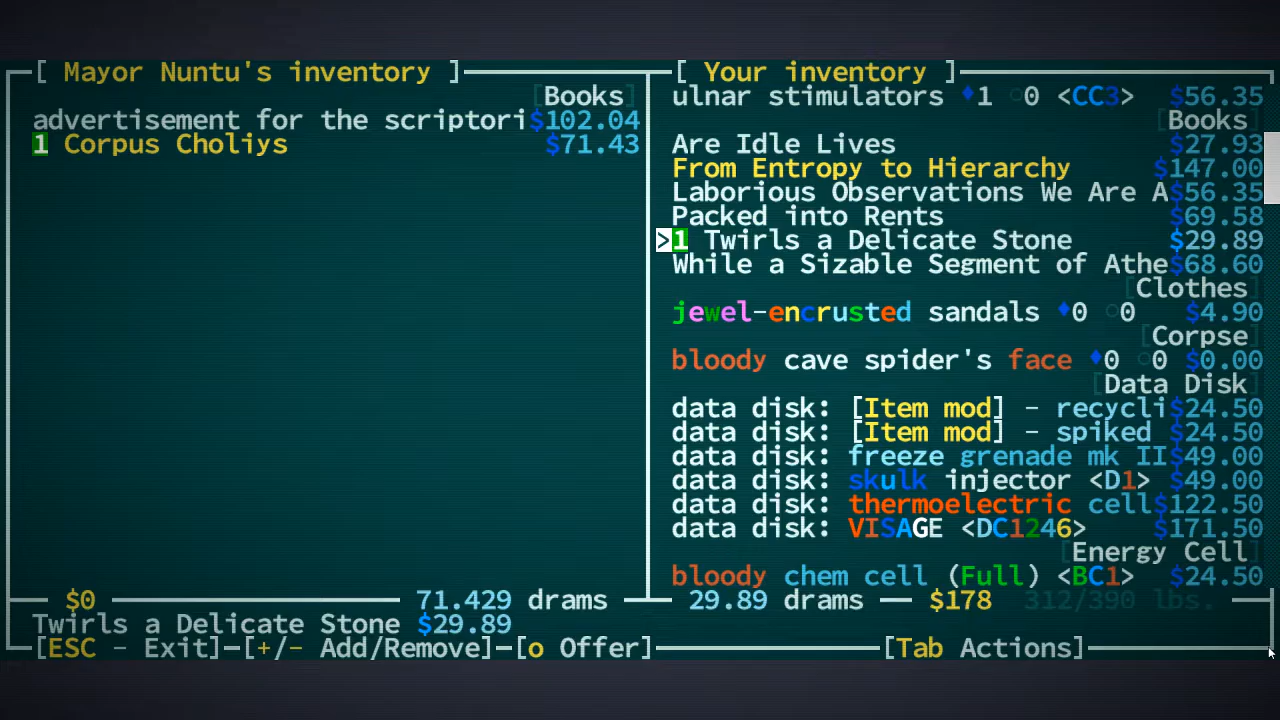 [ Mayor Nuntu's inventory ]
[Books]
advertisement for the scriptori$102.04
1 Corpus Choliys $71.43
$0 71.429 drams
[ Your inventory ]
ulnar stimulators ♦1 ○0 <CC3> $56.35
[Books]
Are Idle Lives $27.93
From Entropy to Hierarchy $147.00
Laborious Observations We Are A$56.35
Packed into Rents $69.58
>1 Twirls a Delicate Stone $29.89
While a Sizable Segment of Athe$68.60
[Clothes]
jewel-encrusted sandals ♦0 ○0 $4.90
[Corpse]
bloody cave spider's face ♦0 ○0 $0.00
[Data Disk]
data disk: [Item mod] - recycli$24.50
data disk: [Item mod] - spiked $24.50
data disk: freeze grenade mk II$49.00
data disk: skulk injector <D1> $49.00
data disk: thermoelectric cell$122.50
data disk: VISAGE <DC1246> $171.50
[Energy Cell]
bloody chem cell (Full) <BC1> $24.50
29.89 drams — $178 312/390 lbs.
Twirls a Delicate Stone $29.89
[ESC - Exit]-[+/- Add/Remove]-[o Offer] [Tab Actions]